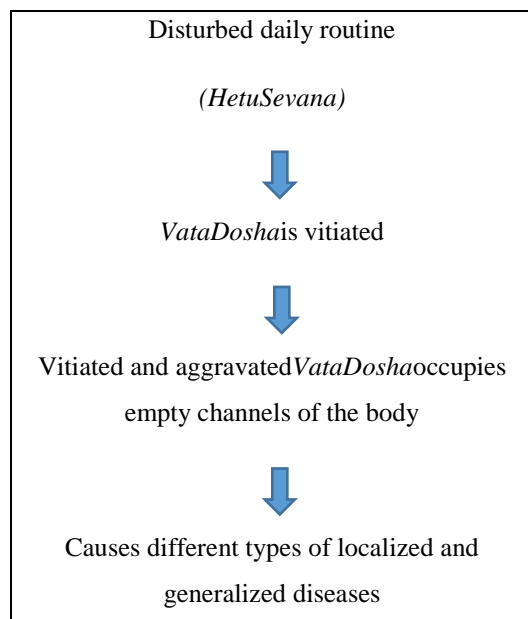 Disturbed daily routine
(HetuSevana)
VataDoshais vitiated
Vitiated and aggravatedVataDoshaoccupies
empty channels of the body
Causes different types of localized and
generalized diseases